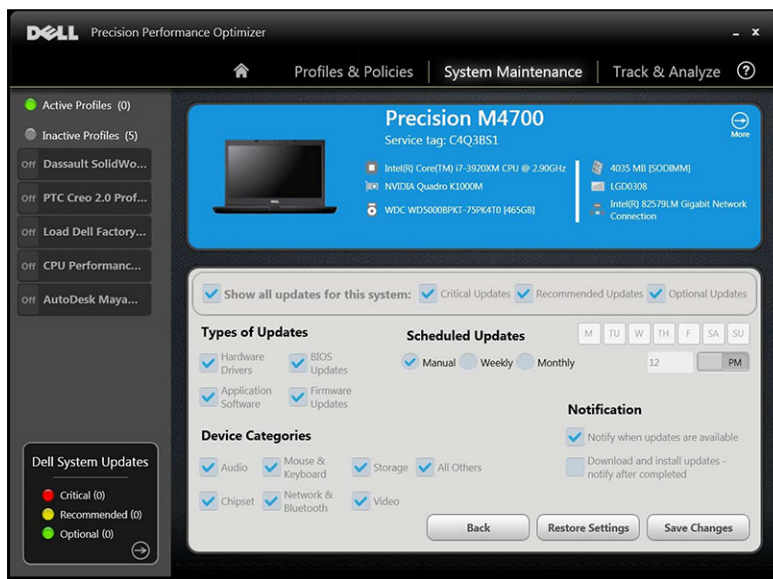 DELL Precision Performance Optimizer
Profiles & Policies System Maintenance Track & Analyze ?
Active Profiles (0)
Inactive Profiles (5)
Off Dassault SolidWo...
Off PTC Creo 2.0 Prof...
Off Load Dell Factory...
Off CPU Performanc...
Off AutoDesk Maya...
Dell System Updates
Critical (0)
Recommended (0)
Optional (0)
Precision M4700
Service tag: C4Q3BS1
More
Intel(R) Core(TM) i7-3920XM CPU @ 2.90GHz
NVIDIA Quadro K1000M
WDC WD5000BPKT-75PK4T0 [465GB]
4035 MB [SODIMM]
LGD0308
Intel(R) 82579LM Gigabit Network
Connection
Show all updates for this system: Critical Updates Recommended Updates Optional Updates
Types of Updates
Hardware
Drivers
BIOS
Updates
Application
Software
Firmware
Updates
Scheduled Updates
M TU W TH F SA SU
Manual Weekly Monthly
12 PM
Device Categories
Audio
Mouse &
Keyboard
Storage
All Others
Chipset
Network &
Bluetooth
Video
Notification
Notify when updates are available
Download and install updates -
notify after completed
Back Restore Settings Save Changes